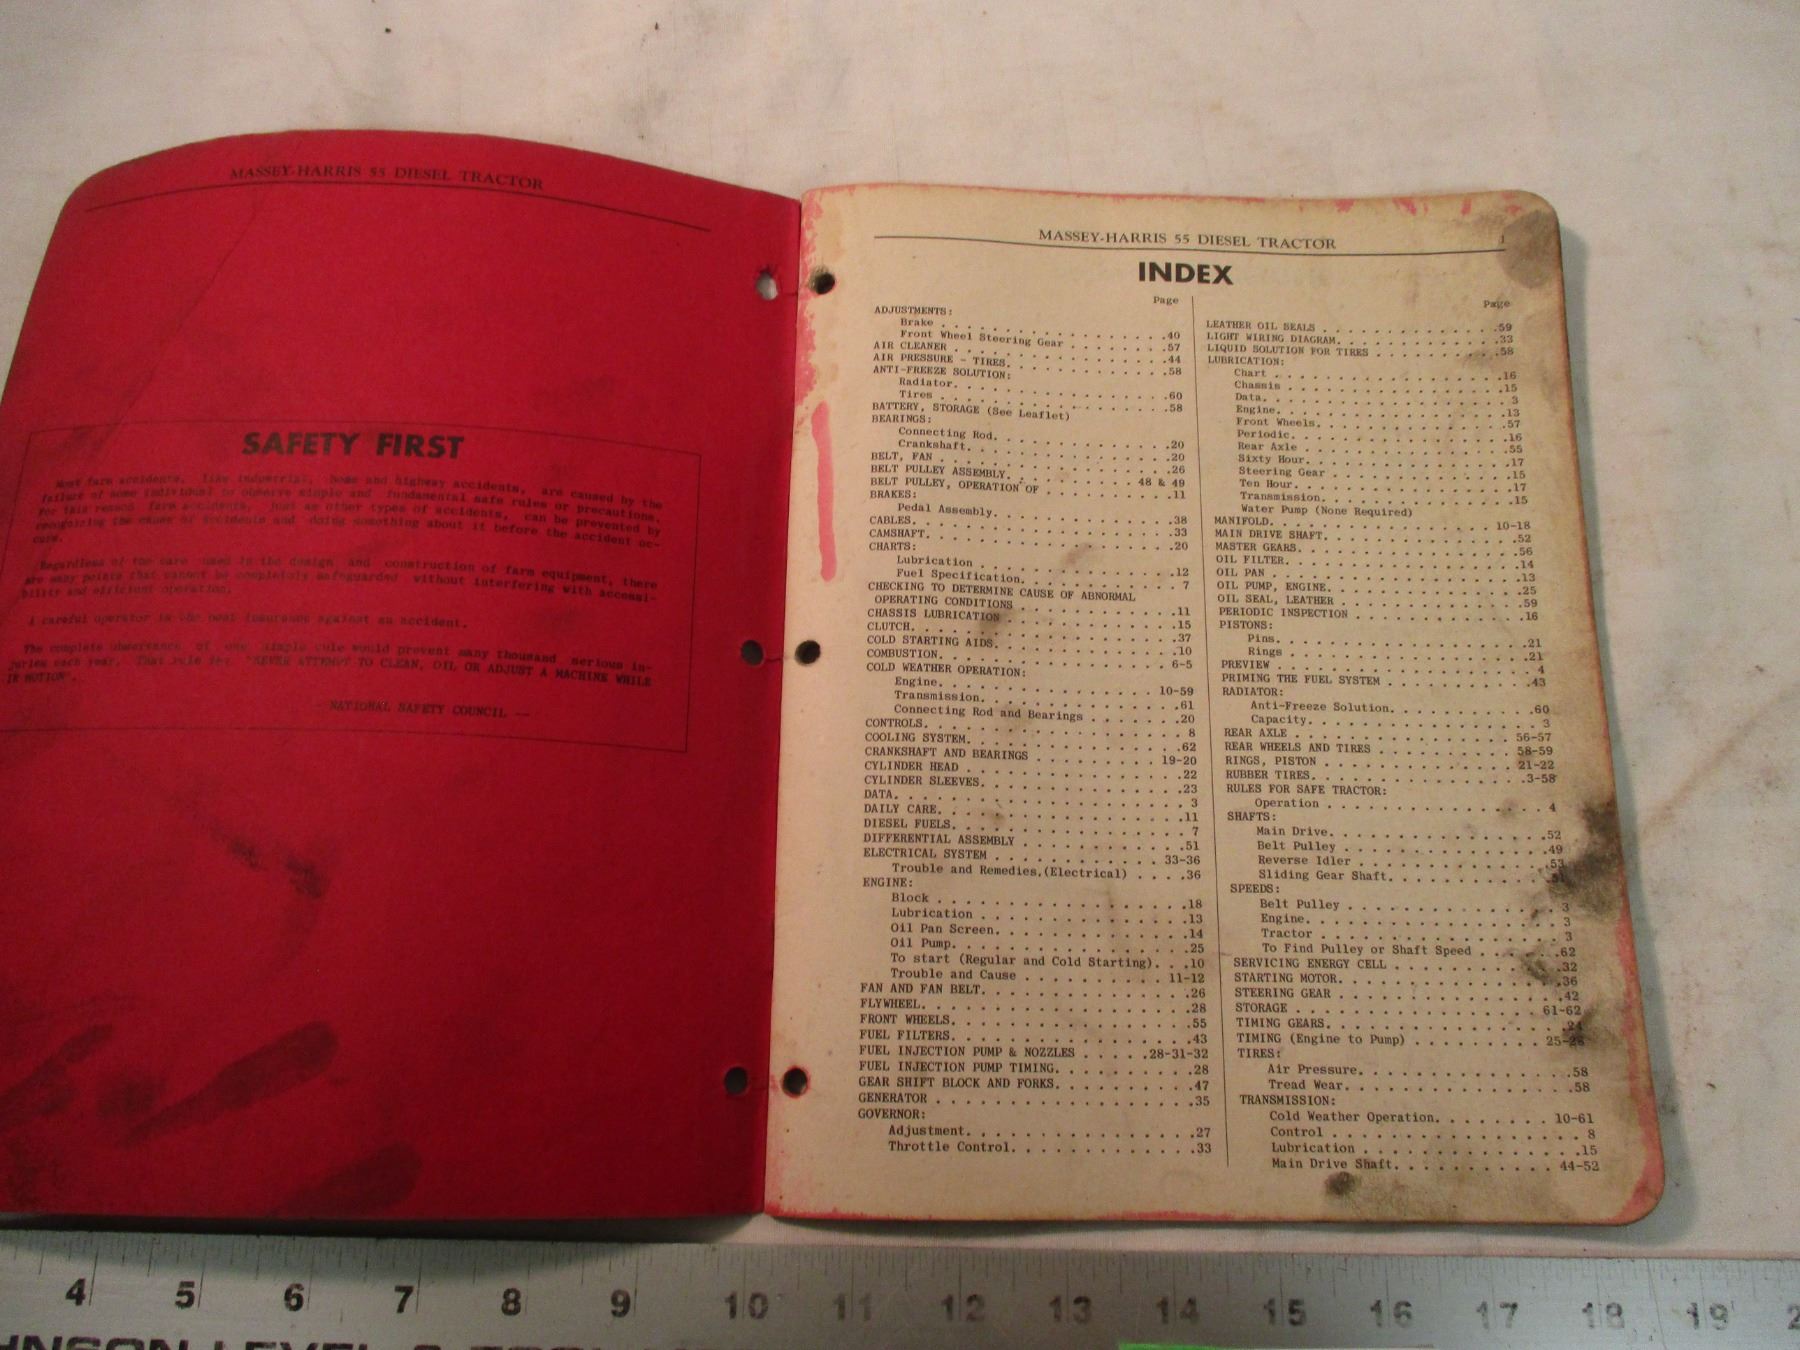 MASSEY-HARRIS 55 DIESEL TRACTOR
SAFETY FIRST
Most farm accidents, like industrial, home and highway accidents, are caused by the
failure of some individual to observe simple and fundamental safe rules or precautions.
For this reason farm accidents, just as other types of accidents, can be prevented by
recognizing the cause of accidents and doing something about it before the accident oc-
curs.
Regardless of the care used in the design and construction of farm equipment, there
are many points that cannot be completely safeguarded without interfering with accessi-
bility and efficient operation.
A careful operator is the best insurance against an accident.
The complete observance of one simple rule would prevent many thousand serious in-
juries each year. That rule is: "NEVER ATTEMPT TO CLEAN, OIL OR ADJUST A MACHINE WHILE
IN MOTION".
- NATIONAL SAFETY COUNCIL --
MASSEY-HARRIS 55 DIESEL TRACTOR 1
INDEX
Page
ADJUSTMENTS:
Brake . . . . . . . . . . . . . . . . . .40
Front Wheel Steering Gear . . . . . . . .57
AIR CLEANER . . . . . . . . . . . . . . . .44
AIR PRESSURE - TIRES. . . . . . . . . . . .58
ANTI-FREEZE SOLUTION:
Radiator. . . . . . . . . . . . . . . . .60
Tires . . . . . . . . . . . . . . . . . .58
BATTERY, STORAGE (See Leaflet)
BEARINGS:
Connecting Rod. . . . . . . . . . . . . .20
Crankshaft. . . . . . . . . . . . . . . .20
BELT, FAN . . . . . . . . . . . . . . . . .26
BELT PULLEY ASSEMBLY. . . . . . . . . 48 & 49
BELT PULLEY, OPERATION OF . . . . . . . . .11
BRAKES:
Pedal Assembly. . . . . . . . . . . . . .38
CABLES. . . . . . . . . . . . . . . . . . .33
CAMSHAFT. . . . . . . . . . . . . . . . . .20
CHARTS:
Lubrication . . . . . . . . . . . . . . .12
Fuel Specification. . . . . . . . . . . . 7
CHECKING TO DETERMINE CAUSE OF ABNORMAL
OPERATING CONDITIONS . . . . . . . . . . .11
CHASSIS LUBRICATION . . . . . . . . . . . .15
CLUTCH. . . . . . . . . . . . . . . . . . .37
COLD STARTING AIDS. . . . . . . . . . . . .10
COMBUSTION. . . . . . . . . . . . . . . . 6-5
COLD WEATHER OPERATION:
Engine. . . . . . . . . . . . . . . . 10-59
Transmission. . . . . . . . . . . . . . .61
Connecting Rod and Bearings . . . . . . .20
CONTROLS. . . . . . . . . . . . . . . . . . 8
COOLING SYSTEM. . . . . . . . . . . . . . .62
CRANKSHAFT AND BEARINGS . . . . . . . . 19-20
CYLINDER HEAD . . . . . . . . . . . . . . .22
CYLINDER SLEEVES. . . . . . . . . . . . . .23
DATA. . . . . . . . . . . . . . . . . . . . 3
DAILY CARE. . . . . . . . . . . . . . . . .11
DIESEL FUELS. . . . . . . . . . . . . . . . 7
DIFFERENTIAL ASSEMBLY . . . . . . . . . . .51
ELECTRICAL SYSTEM . . . . . . . . . . . 33-36
Trouble and Remedies,(Electrical) . . . .36
ENGINE:
Block . . . . . . . . . . . . . . . . . .18
Lubrication . . . . . . . . . . . . . . .13
Oil Pan Screen. . . . . . . . . . . . . .14
Oil Pump. . . . . . . . . . . . . . . . .25
To start (Regular and Cold Starting). . .10
Trouble and Cause . . . . . . . . . . 11-12
FAN AND FAN BELT. . . . . . . . . . . . . .26
FLYWHEEL. . . . . . . . . . . . . . . . . .28
FRONT WHEELS. . . . . . . . . . . . . . . .55
FUEL FILTERS. . . . . . . . . . . . . . . .43
FUEL INJECTION PUMP & NOZZLES . . . . .28-31-32
FUEL INJECTION PUMP TIMING. . . . . . . . .28
GEAR SHIFT BLOCK AND FORKS. . . . . . . . .47
GENERATOR . . . . . . . . . . . . . . . . .35
GOVERNOR:
Adjustment. . . . . . . . . . . . . . . .27
Throttle Control. . . . . . . . . . . . .33
Page
LEATHER OIL SEALS . . . . . . . . . . . . .59
LIGHT WIRING DIAGRAM. . . . . . . . . . . .33
LIQUID SOLUTION FOR TIRES . . . . . . . . .58
LUBRICATION:
Chart . . . . . . . . . . . . . . . . . .16
Chassis . . . . . . . . . . . . . . . . .15
Data. . . . . . . . . . . . . . . . . . . 3
Engine. . . . . . . . . . . . . . . . . .13
Front Wheels. . . . . . . . . . . . . . .57
Periodic. . . . . . . . . . . . . . . . .16
Rear Axle . . . . . . . . . . . . . . . .55
Sixty Hour. . . . . . . . . . . . . . . .17
Steering Gear . . . . . . . . . . . . . .15
Ten Hour. . . . . . . . . . . . . . . . .17
Transmission. . . . . . . . . . . . . . .15
Water Pump (None Required)
MANIFOLD. . . . . . . . . . . . . . . . 10-18
MAIN DRIVE SHAFT. . . . . . . . . . . . . .52
MASTER GEARS. . . . . . . . . . . . . . . .56
OIL FILTER. . . . . . . . . . . . . . . . .14
OIL PAN . . . . . . . . . . . . . . . . . .13
OIL PUMP, ENGINE. . . . . . . . . . . . . .25
OIL SEAL, LEATHER . . . . . . . . . . . . .59
PERIODIC INSPECTION . . . . . . . . . . . .16
PISTONS:
Pins. . . . . . . . . . . . . . . . . . .21
Rings . . . . . . . . . . . . . . . . . .21
PREVIEW . . . . . . . . . . . . . . . . . . 4
PRIMING THE FUEL SYSTEM . . . . . . . . . .43
RADIATOR:
Anti-Freeze Solution. . . . . . . . . . .60
Capacity. . . . . . . . . . . . . . . . . 3
REAR AXLE . . . . . . . . . . . . . . . 56-57
REAR WHEELS AND TIRES . . . . . . . . . 58-59
RINGS, PISTON . . . . . . . . . . . . . 21-22
RUBBER TIRES. . . . . . . . . . . . . . .3-58
RULES FOR SAFE TRACTOR:
Operation . . . . . . . . . . . . . . . . 4
SHAFTS:
Main Drive. . . . . . . . . . . . . . . .52
Belt Pulley . . . . . . . . . . . . . . .49
Reverse Idler . . . . . . . . . . . . . .53
Sliding Gear Shaft. . . . . . . . . . . .51
SPEEDS:
Belt Pulley . . . . . . . . . . . . . . . 3
Engine. . . . . . . . . . . . . . . . . . 3
Tractor . . . . . . . . . . . . . . . . . 3
To Find Pulley or Shaft Speed . . . . . .62
SERVICING ENERGY CELL . . . . . . . . . . .32
STARTING MOTOR. . . . . . . . . . . . . . .36
STEERING GEAR . . . . . . . . . . . . . . .42
STORAGE . . . . . . . . . . . . . . . . 61-62
TIMING GEARS. . . . . . . . . . . . . . . .24
TIMING (Engine to Pump) . . . . . . . . . 25-28
TIRES:
Air Pressure. . . . . . . . . . . . . . .58
Tread Wear. . . . . . . . . . . . . . . .58
TRANSMISSION:
Cold Weather Operation. . . . . . . . 10-61
Control . . . . . . . . . . . . . . . . . 8
Lubrication . . . . . . . . . . . . . . .15
Main Drive Shaft. . . . . . . . . . . 44-52
4 5 6 7 8 9 10 11 12 13 14 15 16 17 18 19